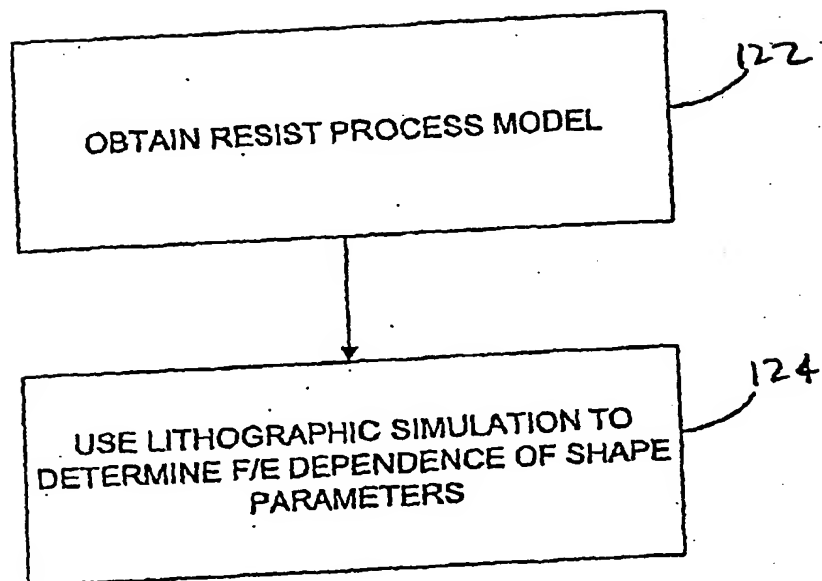 122
OBTAIN RESIST PROCESS MODEL
124
USE LITHOGRAPHIC SIMULATION TO
DETERMINE F/E DEPENDENCE OF SHAPE
PARAMETERS